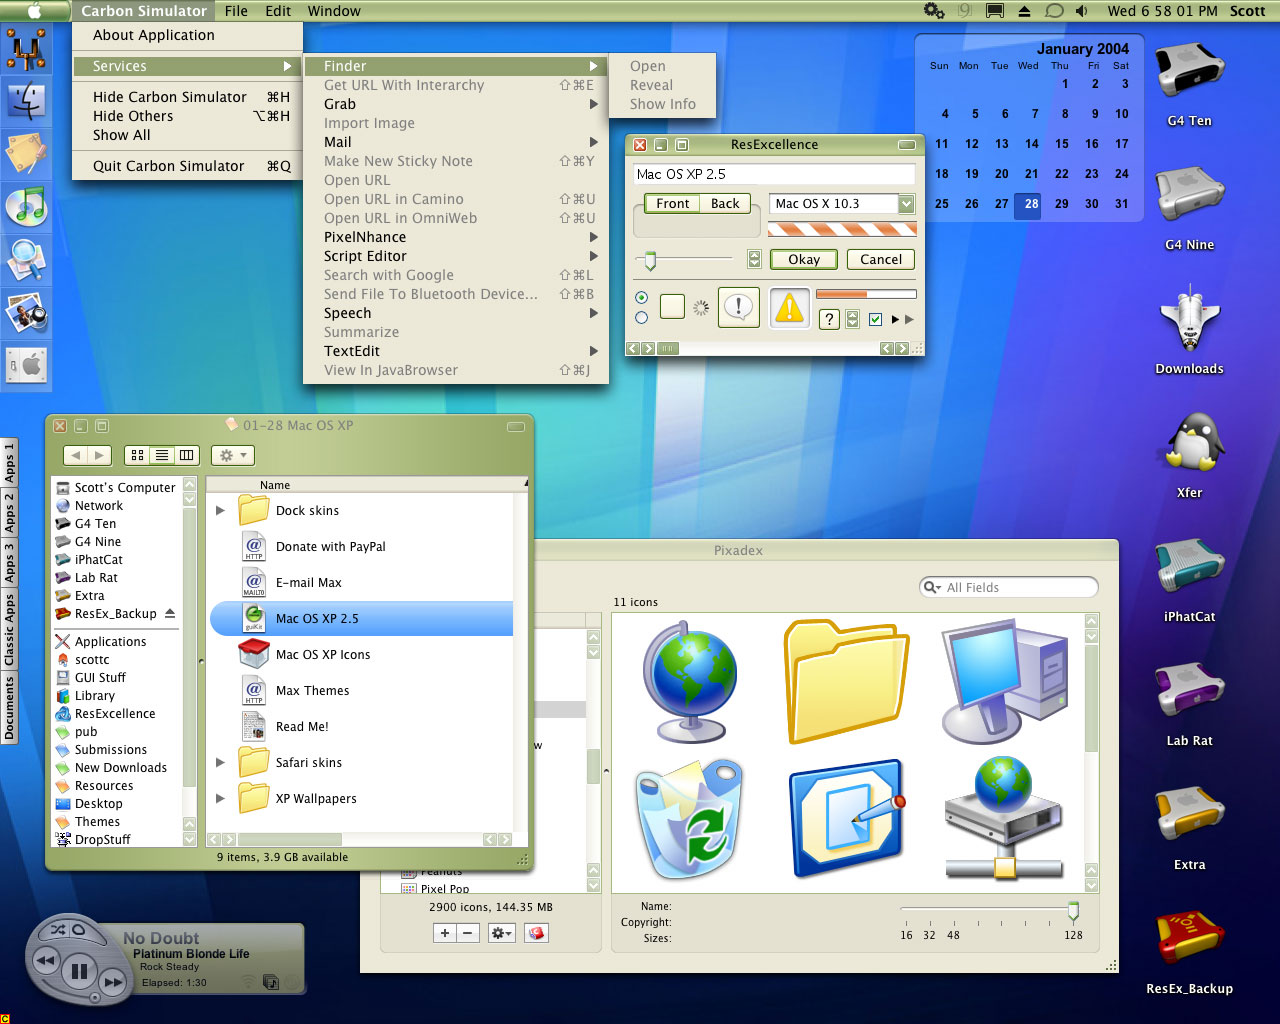 Carbon Simulator File Edit Window
9 Wed 6 58 01 PM Scott
About Application
Services
Hide Carbon Simulator ⌘H
Hide Others ⌥⌘H
Show All
Quit Carbon Simulator ⌘Q
Finder
Get URL With Interarchy ⇧⌘E
Grab
Import Image
Mail
Make New Sticky Note ⇧⌘Y
Open URL
Open URL in Camino ⇧⌘U
Open URL in OmniWeb ⇧⌘U
PixelNhance
Script Editor
Search with Google ⇧⌘L
Send File To Bluetooth Device... ⇧⌘B
Speech
Summarize
TextEdit
View In JavaBrowser ⇧⌘J
Open
Reveal
Show Info
January 2004
Sun Mon Tue Wed Thu Fri Sat
1 2 3
4 5 6 7 8 9 10
11 12 13 14 15 16 17
18 19 20 21 22 23 24
25 26 27 28 29 30 31
ResExcellence
Mac OS XP 2.5
Front Back Mac OS X 10.3
Okay Cancel
?
G4 Ten
G4 Nine
Downloads
Xfer
iPhatCat
Lab Rat
Extra
ResEx_Backup
Apps 1
Apps 2
Apps 3
Classic Apps
Documents
01-28 Mac OS XP
Scott's Computer
Network
G4 Ten
G4 Nine
iPhatCat
Lab Rat
Extra
ResEx_Backup
Applications
scottc
GUI Stuff
Library
ResExcellence
pub
Submissions
New Downloads
Resources
Desktop
Themes
DropStuff
Name
Dock skins
HTTP Donate with PayPal
MAILTO E-mail Max
guiKit Mac OS XP 2.5
Mac OS XP Icons
HTTP Max Themes
Read Me!
Safari skins
XP Wallpapers
9 items, 3.9 GB available
Pixadex
All Fields
11 icons
w
Peanuts
Pixel Pop
2900 icons, 144.35 MB
Name:
Copyright:
Sizes:
16 32 48 128
No Doubt
Platinum Blonde Life
Rock Steady
Elapsed: 1:30
C